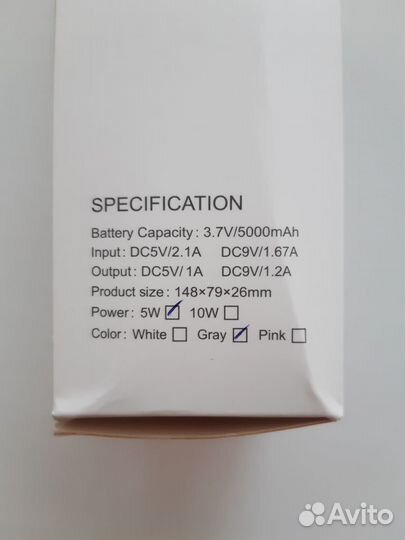 SPECIFICATION
Battery Capacity: 3.7V/5000mAh
Input: DC5V/2.1A DC9V/1.67A
Output: DC5V/1A DC9V/1.2A
Product size: 148×79×26mm
Power: 5W ☑ 10W ☐
Color: White ☐ Gray ☑ Pink ☐
Avito